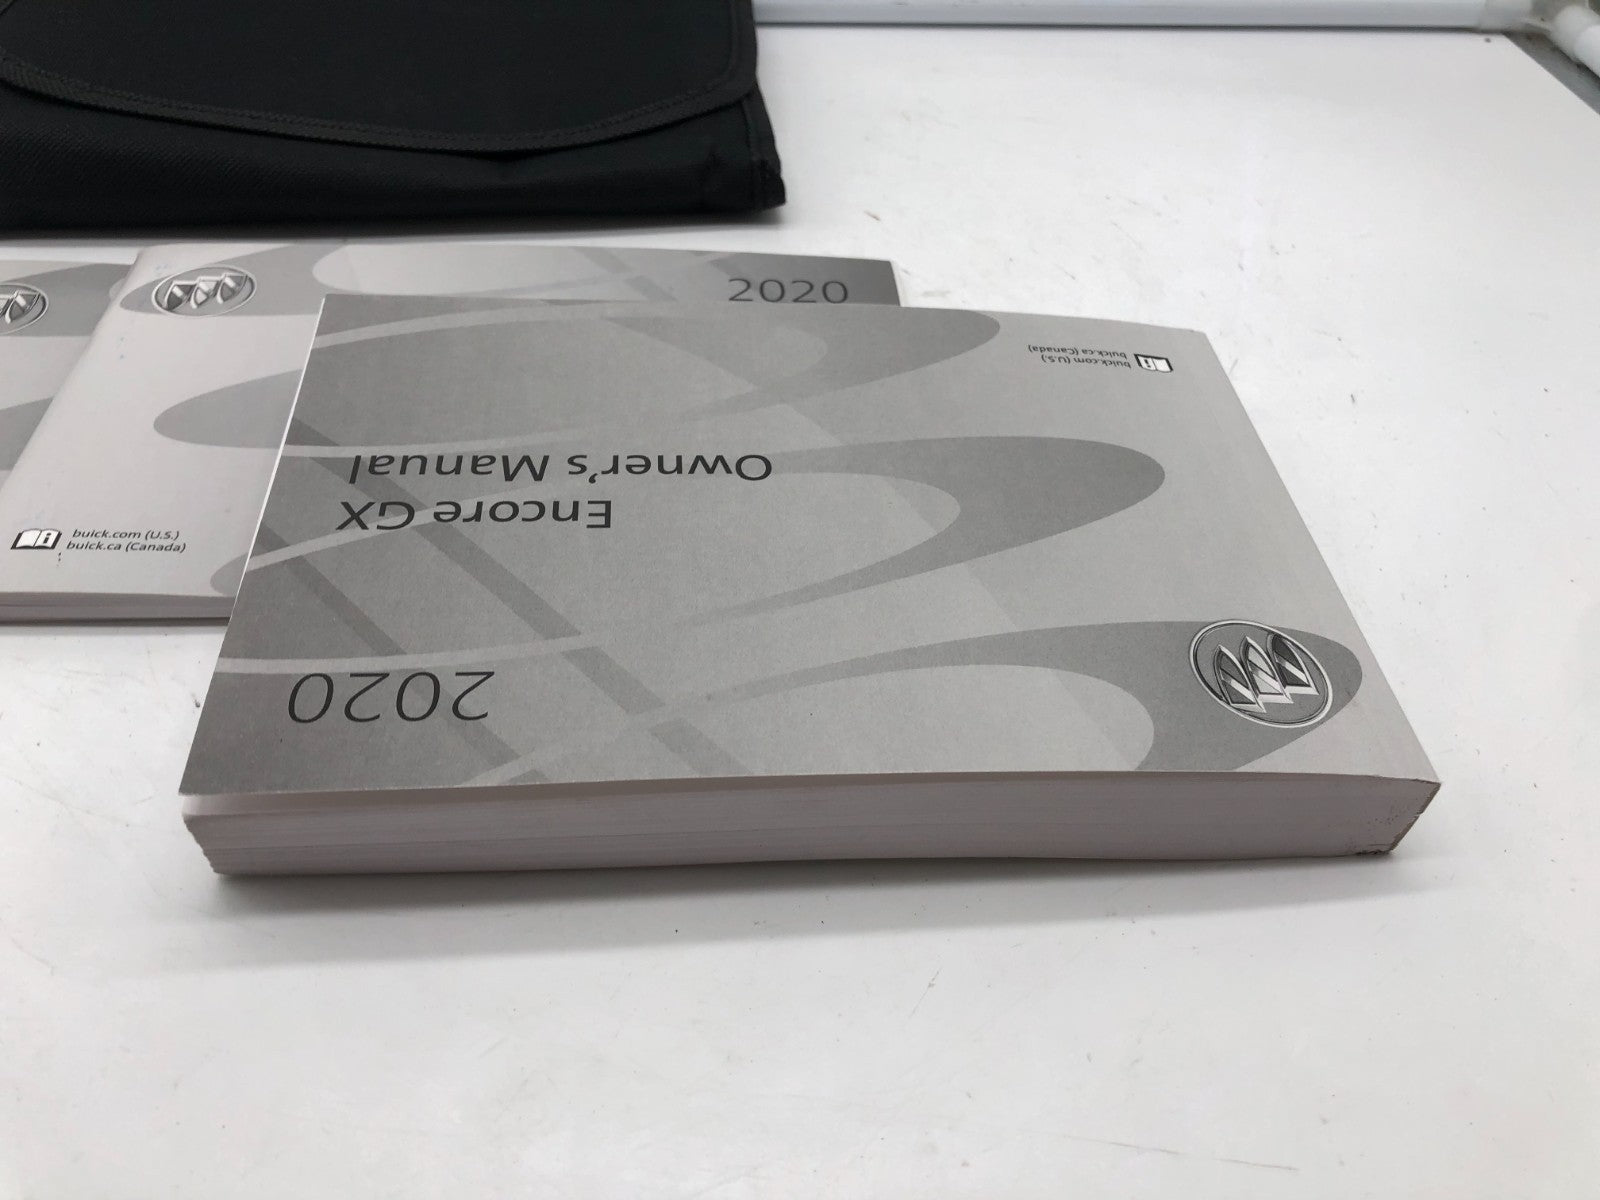 2020
buick.com (U.S.)
buick.ca (Canada)
2020
Encore GX
Owner's Manual
buick.com (U.S.)
buick.ca (Canada)